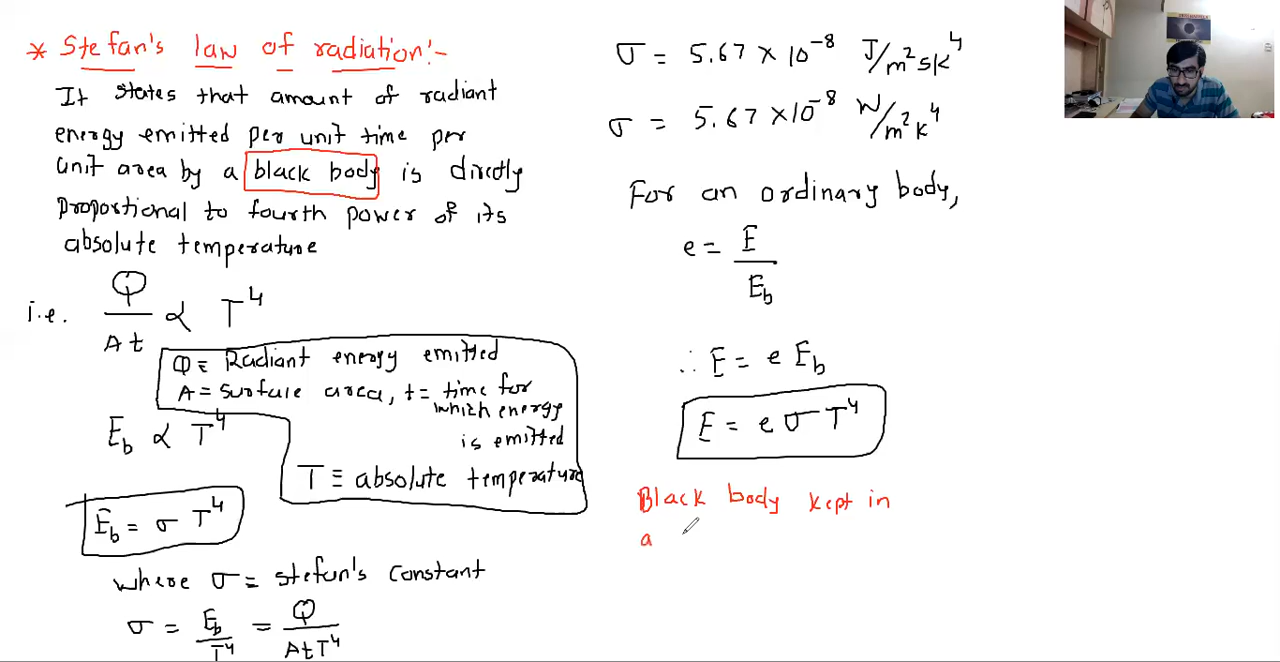 * Stefan's law of radiation:-
It states that amount of radiant
energy emitted per unit time per
unit area by a black body is directly
proportional to fourth power of its
absolute temperature
i.e. Q/At ∝ T⁴
Q ≡ Radiant energy emitted
A = surface area, t = time for
which energy
is emitted
T ≡ absolute temperature
E_b ∝ T⁴
E_b = σ T⁴
where σ = stefan's constant
σ = E_b/T⁴ = Q/AtT⁴
σ = 5.67 × 10⁻⁸ J/m²sk⁴
σ = 5.67 × 10⁻⁸ W/m²k⁴
For an ordinary body,
e = E/E_b
∴ E = e E_b
E = e σ T⁴
Black body kept in
a